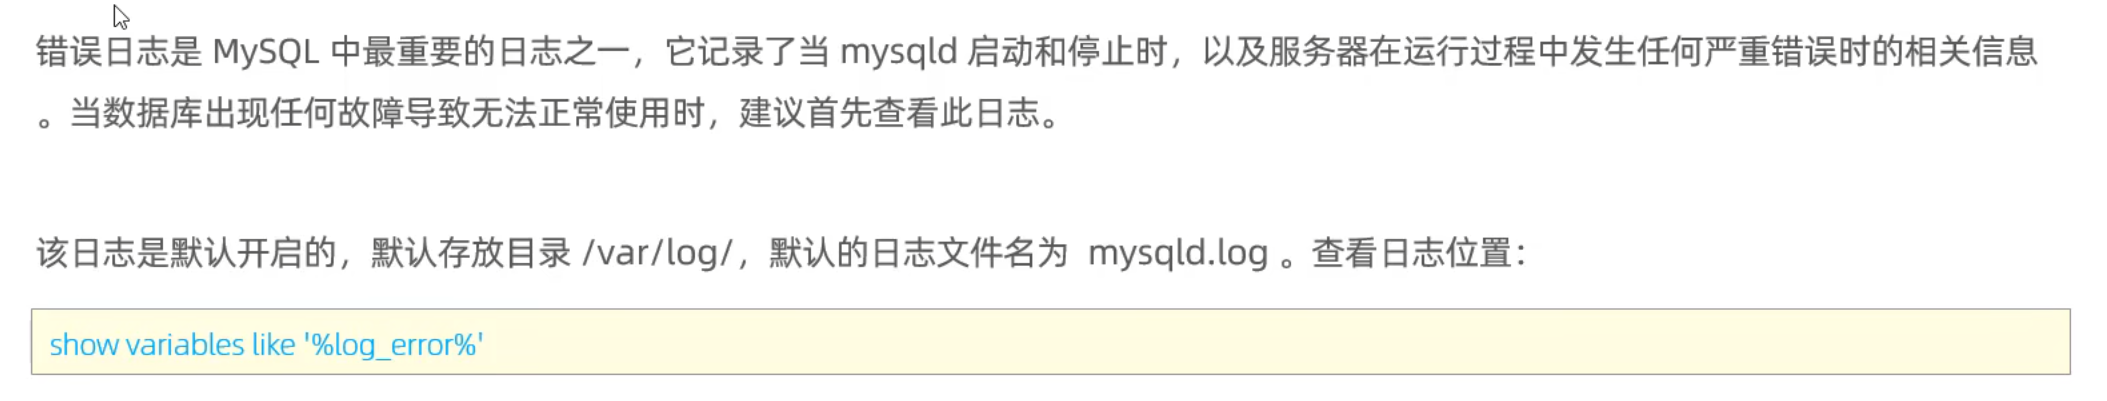 错误日志是 MySQL 中最重要的日志之一，它记录了当 mysqld 启动和停止时，以及服务器在运行过程中发生任何严重错误时的相关信息
。当数据库出现任何故障导致无法正常使用时，建议首先查看此日志。
该日志是默认开启的，默认存放目录 /var/log/，默认的日志文件名为 mysqld.log 。查看日志位置：
show variables like '%log_error%'